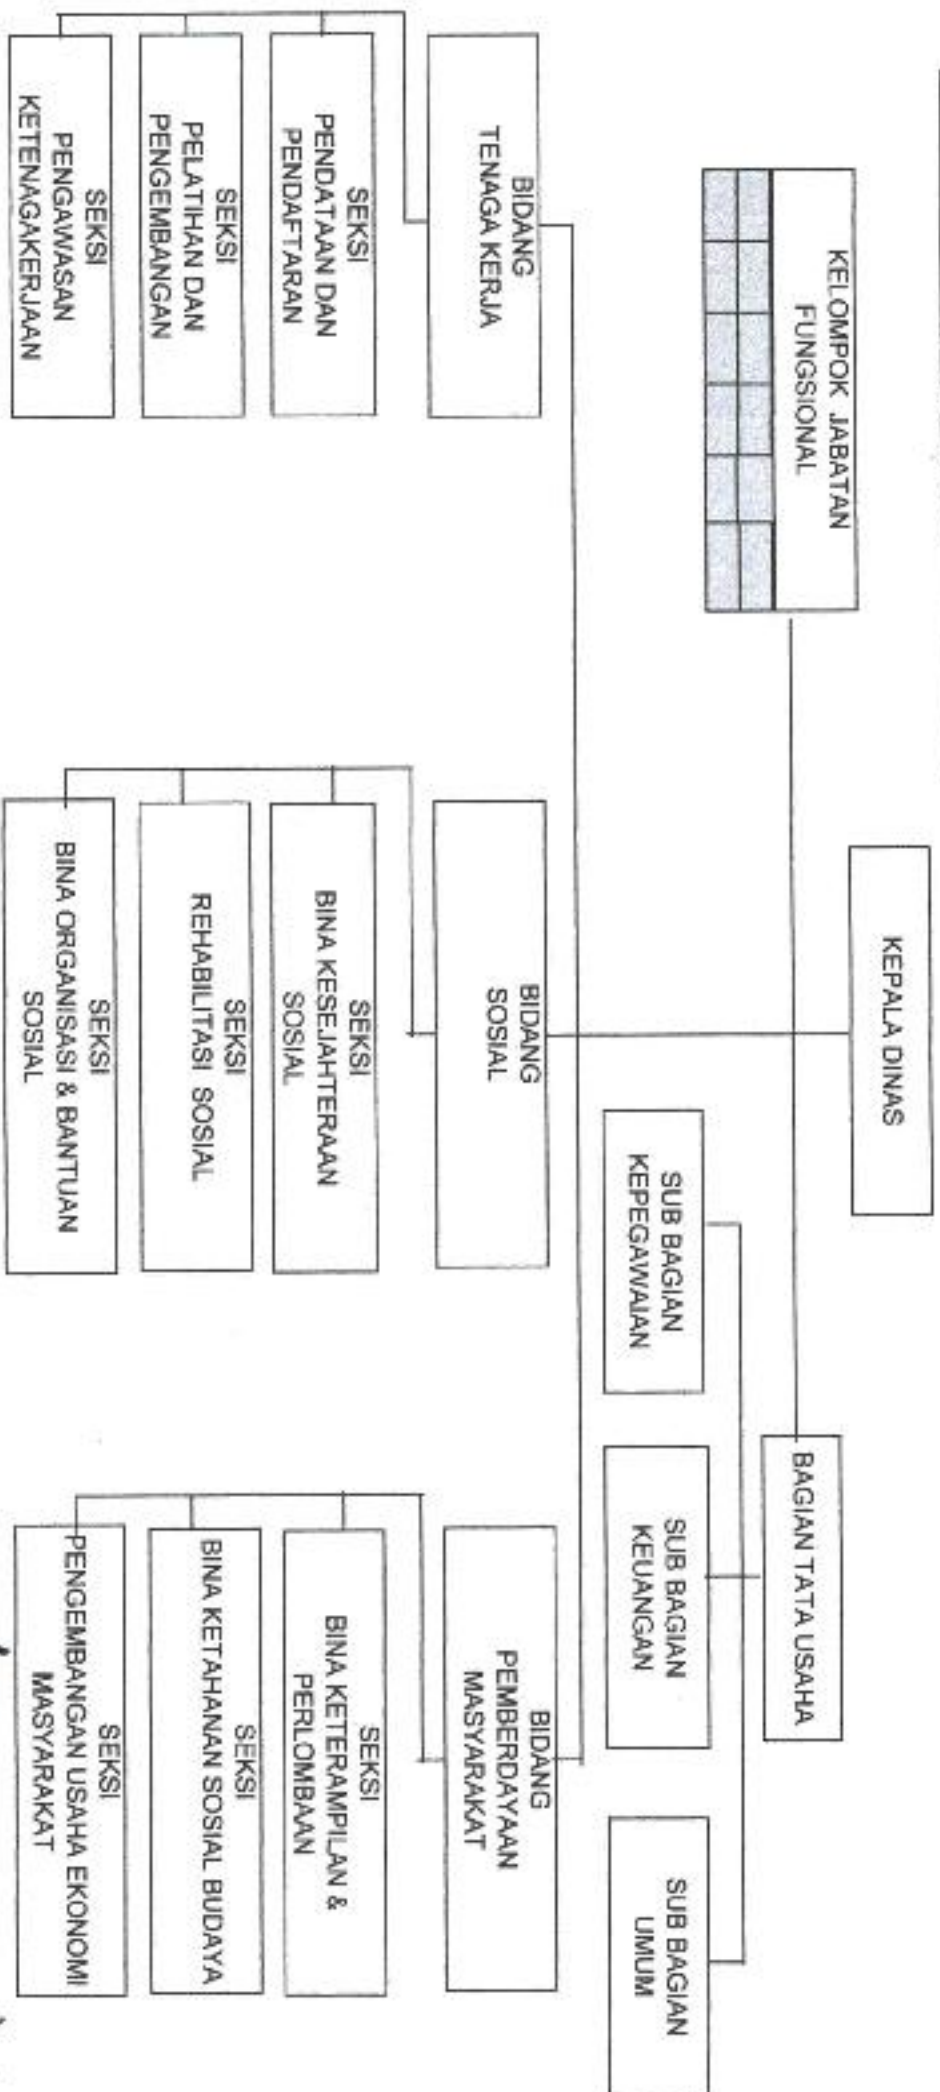 KEPALA DINAS
KELOMPOK JABATAN
FUNGSIONAL
BAGIAN TATA USAHA
SUB BAGIAN
KEPEGAWAIAN
SUB BAGIAN
KEUANGAN
SUB BAGIAN
UMUM
BIDANG
TENAGA KERJA
SEKSI
PENDATAAN DAN
PENDAFTARAN
SEKSI
PELATIHAN DAN
PENGEMBANGAN
SEKSI
PENGAWASAN
KETENAGAKERJAAN
BIDANG
SOSIAL
SEKSI
BINA KESEJAHTERAAN
SOSIAL
SEKSI
REHABILITASI SOSIAL
SEKSI
BINA ORGANISASI & BANTUAN
SOSIAL
BIDANG
PEMBERDAYAAN
MASYARAKAT
SEKSI
BINA KETERAMPILAN &
PERLOMBAAN
SEKSI
BINA KETAHANAN SOSIAL BUDAYA
SEKSI
PENGEMBANGAN USAHA EKONOMI
MASYARAKAT